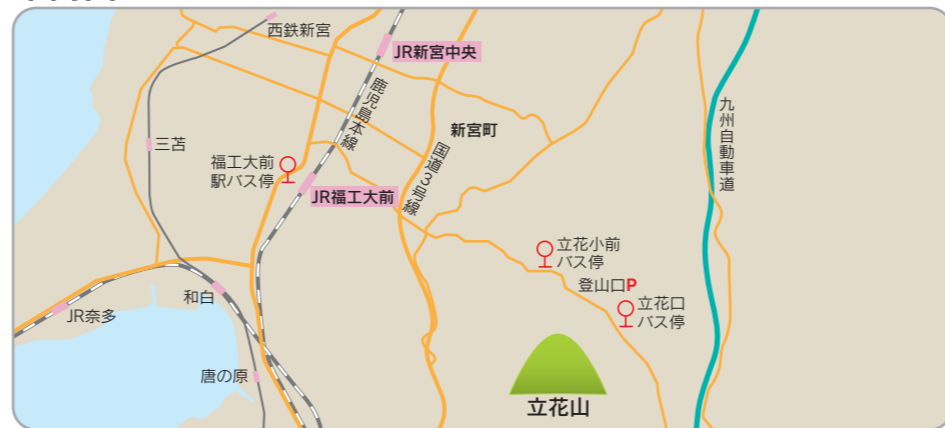 西鉄新宮
JR新宮中央
鹿児島本線
新宮町
九州自動車道
三苫
福工大前
駅バス停
国道3号線
JR福工大前
立花小前
バス停
登山口P
立花口
バス停
和白
JR奈多
唐の原
立花山